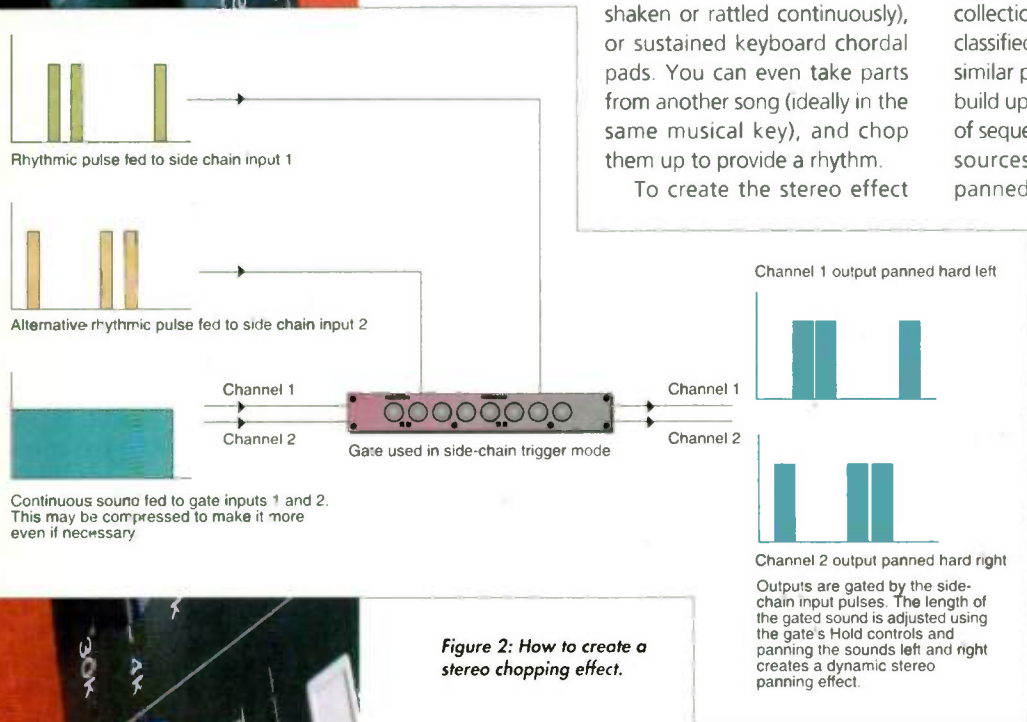 shaken or rattled continuously),
or sustained keyboard chordal
pads. You can even take parts
from another song (ideally in the
same musical key), and chop
them up to provide a rhythm.
To create the stereo effect
classified
similar
build up
sources
panned
Rhythmic pulse fed to side chain input 1
Alternative rhythmic pulse fed to side chain input 2
Channel 1
Channel 2
Continuous sound fed to gate inputs 1 and 2.
This may be compressed to make it more
even if necessary
Gate used in side-chain trigger mode
Channel 1
Channel 2
Channel 1 output panned hard left
Channel 2 output panned hard right
Outputs are gated by the side-
chain input pulses. The length of
the gated sound is adjusted using
the gate's Hold controls and
panning the sounds left and right
creates a dynamic stereo
panning effect.
Figure 2: How to create a
stereo chopping effect.
30K